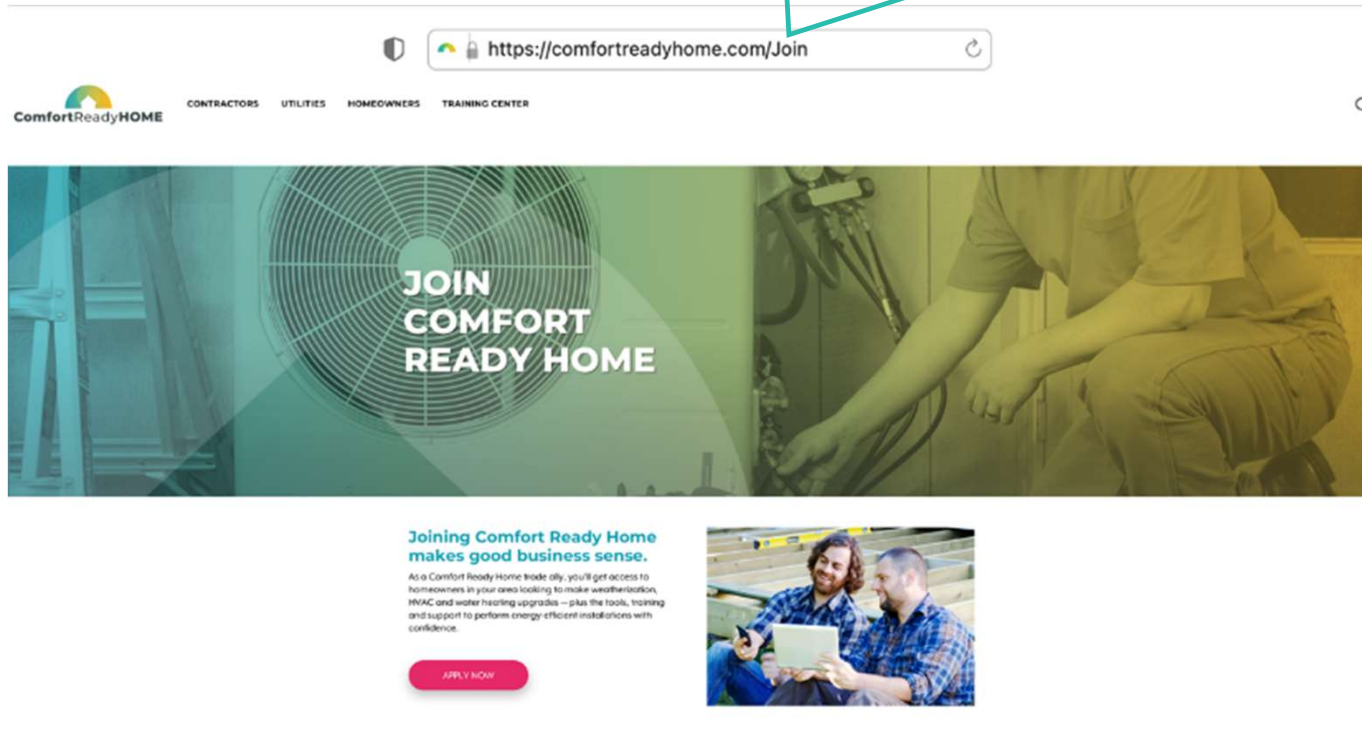 https://comfortreadyhome.com/Join
ComfortReadyHOME
CONTRACTORS UTILITIES HOMEOWNERS TRAINING CENTER
JOIN
COMFORT
READY HOME
Joining Comfort Ready Home
makes good business sense.
As a Comfort Ready Home trade ally, you'll get access to
homeowners in your area looking to make weatherization,
HVAC and water heating upgrades — plus the tools, training
and support to perform energy-efficient installations with
confidence.
APPLY NOW